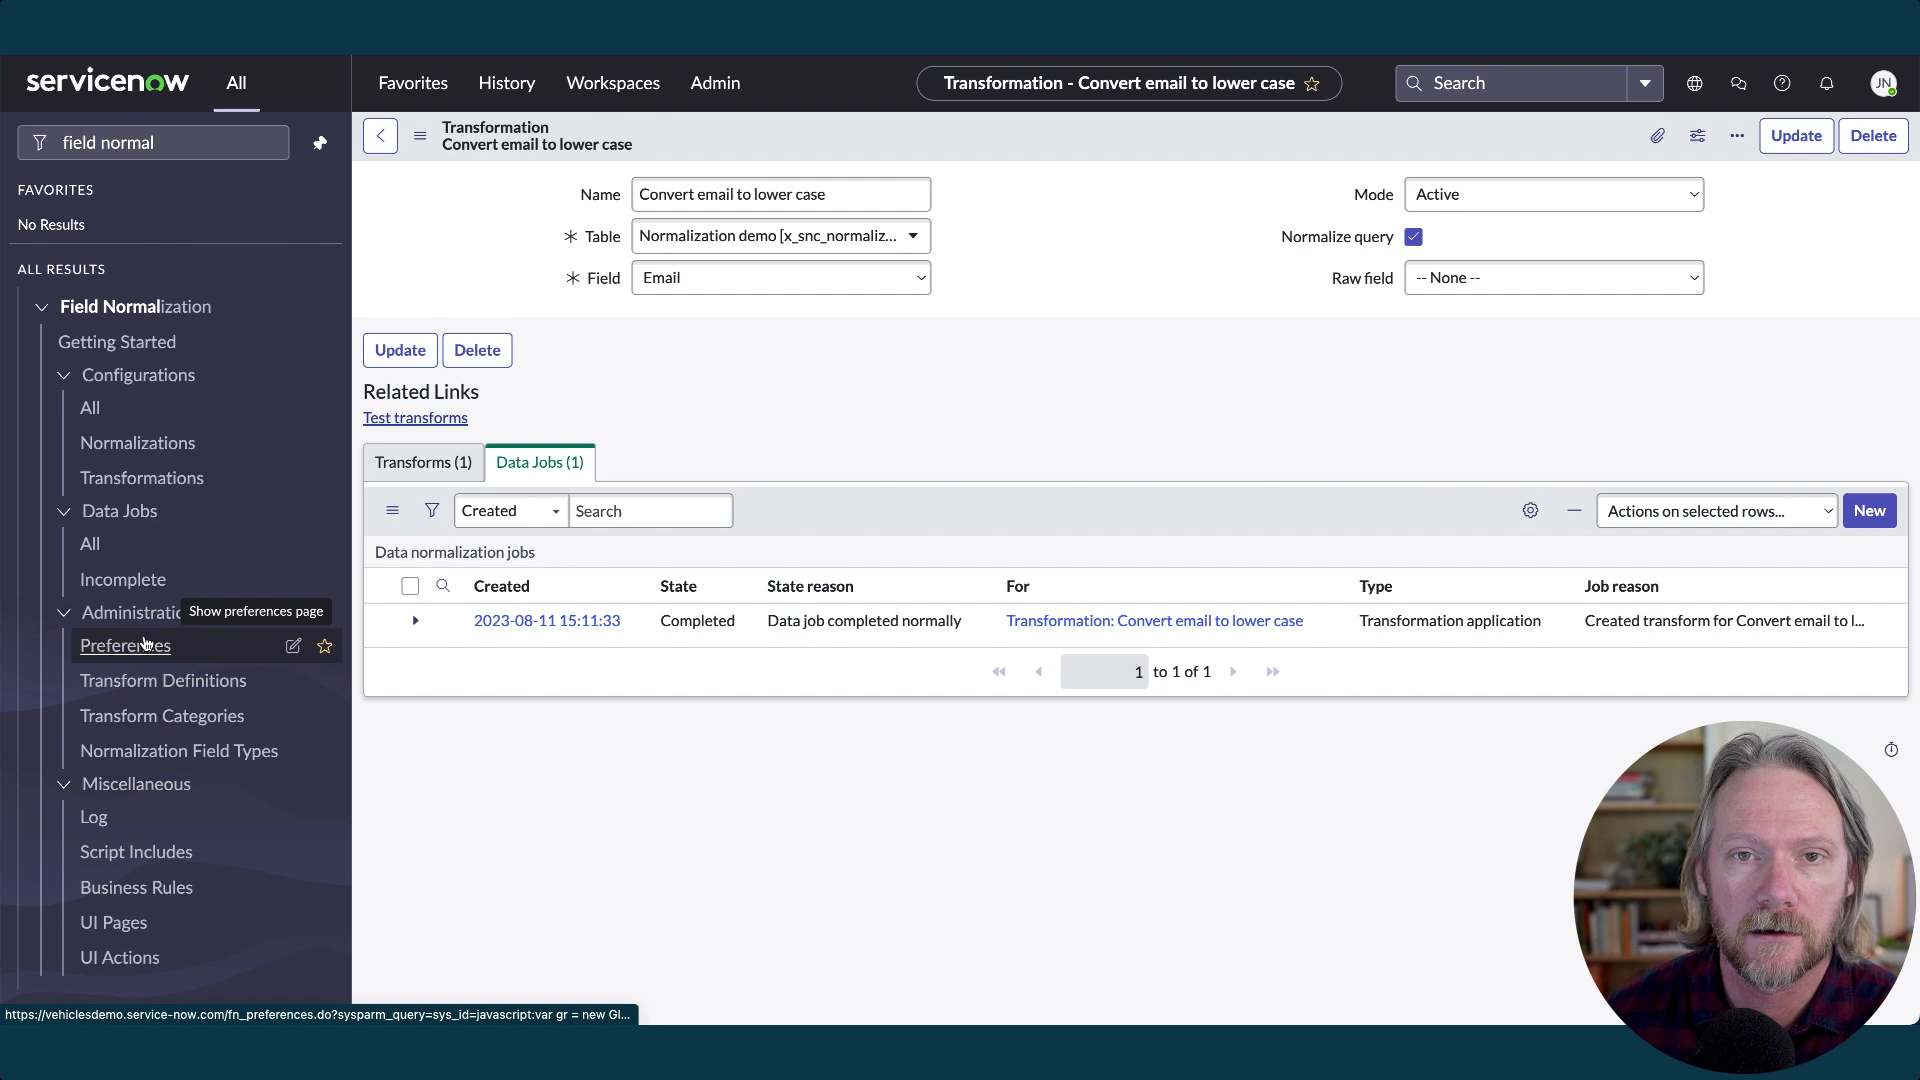 servicenow
All
Favorites
History
Workspaces
Admin
Transformation - Convert email to lower case
Search
JN
field normal
FAVORITES
No Results
ALL RESULTS
Field Normalization
Getting Started
Configurations
All
Normalizations
Transformations
Data Jobs
All
Incomplete
Administratio
Show preferences page
Preferences
Transform Definitions
Transform Categories
Normalization Field Types
Miscellaneous
Log
Script Includes
Business Rules
UI Pages
UI Actions
https://vehiclesdemo.service-now.com/fn_preferences.do?sysparm_query=sys_id=javascript:var gr = new Gl...
Transformation
Convert email to lower case
Update
Delete
Name
Convert email to lower case
Mode
Active
Table
Normalization demo [x_snc_normaliz...
Normalize query
Field
Email
Raw field
-- None --
Update
Delete
Related Links
Test transforms
Transforms (1)
Data Jobs (1)
Created
Search
Actions on selected rows...
New
Data normalization jobs
Created
State
State reason
For
Type
Job reason
2023-08-11 15:11:33
Completed
Data job completed normally
Transformation: Convert email to lower case
Transformation application
Created transform for Convert email to l...
1 to 1 of 1